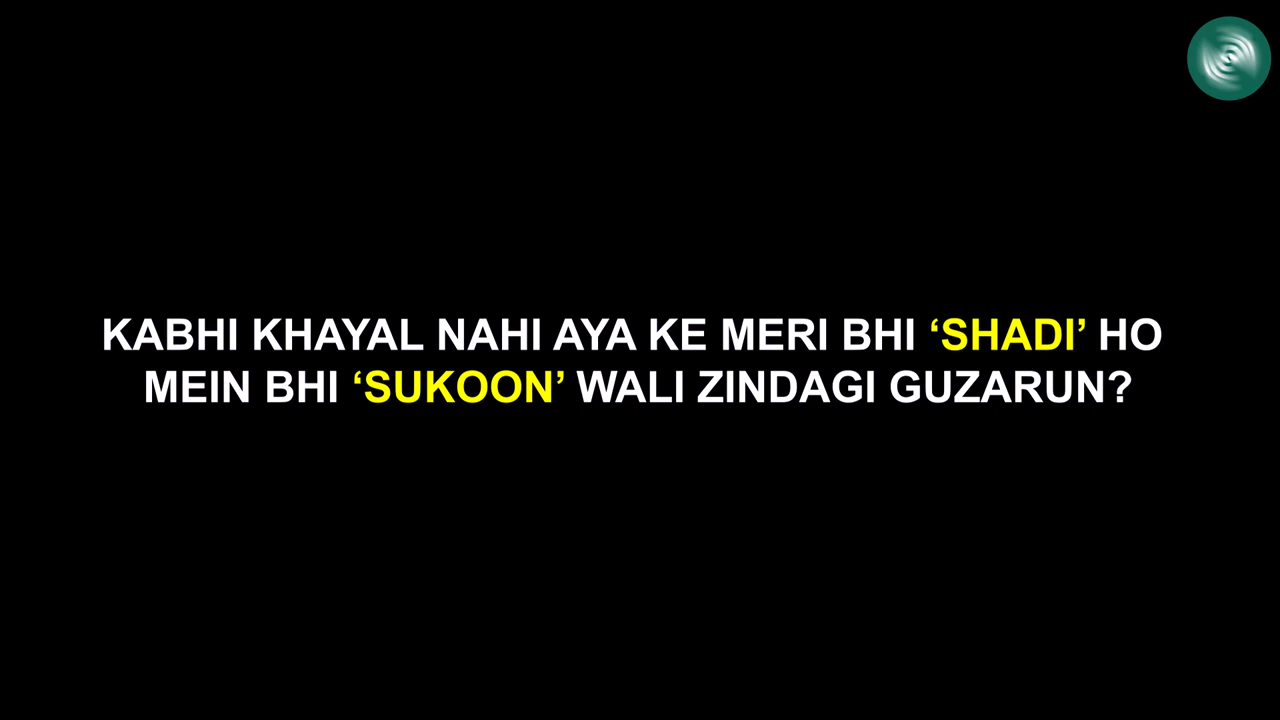 KABHI KHAYAL NAHI AYA KE MERI BHI ‘SHADI’ HO
MEIN BHI ‘SUKOON’ WALI ZINDAGI GUZARUN?